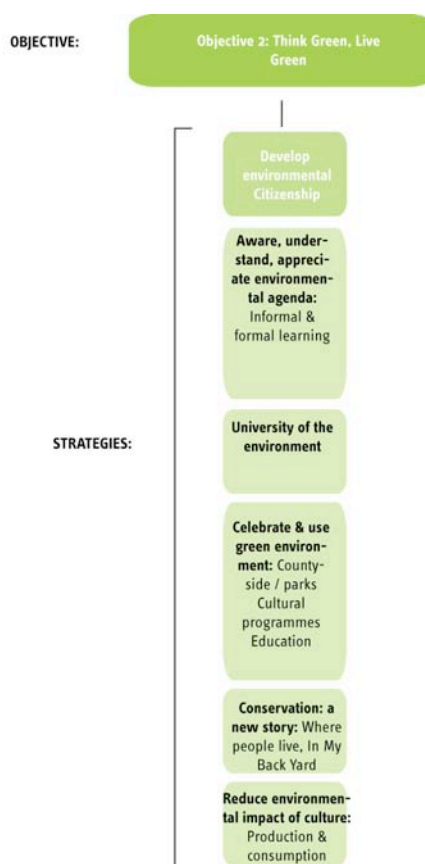 OBJECTIVE:
Objective 2: Think Green, Live
Green
Develop
environmental
Citizenship
Aware, under-
stand, appreci-
ate environmen-
tal agenda:
Informal &
formal learning
STRATEGIES:
University of the
environment
Celebrate & use
green environ-
ment: County-
side / parks
Cultural
programmes
Education
Conservation: a
new story: Where
people live, In My
Back Yard
Reduce environmen-
tal impact of culture:
Production &
consumption